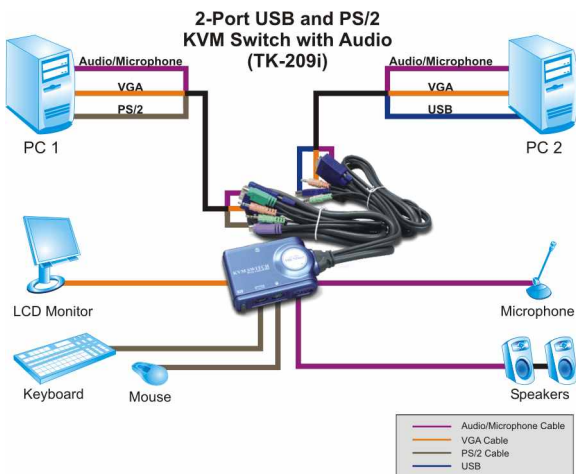 2-Port USB and PS/2
KVM Switch with Audio
(TK-209i)
Audio/Microphone
VGA
PS/2
PC 1
Audio/Microphone
VGA
USB
PC 2
KVM SWITCH
LCD Monitor
Microphone
Keyboard
Mouse
Speakers
Audio/Microphone Cable
VGA Cable
PS/2 Cable
USB